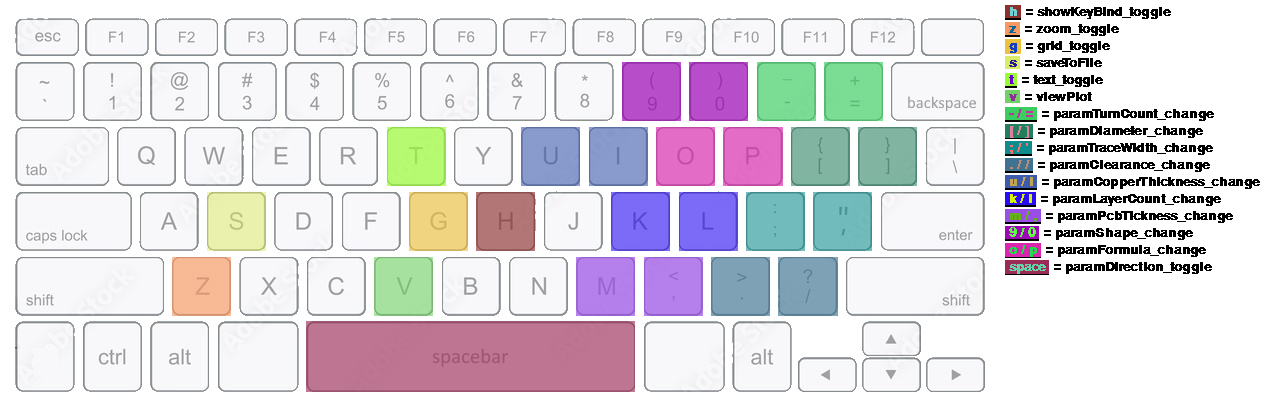 esc F1 F2 F3 F4 F5 F6 F7 F8 F9 F10 F11 F12
~ ! @ # $ % ^ & * ( ) _ +
` 1 2 3 4 5 6 7 8 9 0 - = backspace
tab Q W E R T Y U I O P { [ } ] | \
caps lock A S D F G H J K L : ; " ' enter
shift Z X C V B N M < , > . ? / shift
ctrl alt spacebar alt
h = showKeyBind_toggle
z = zoom_toggle
g = grid_toggle
s = saveToFile
t = text_toggle
v = viewPlot
- / = = paramTurnCount_change
[ / ] = paramDiameter_change
; / ' = paramTraceWidth_change
. / / = paramClearance_change
u / i = paramCopperThickness_change
k / l = paramLayerCount_change
m / , = paramPcbTickness_change
9 / 0 = paramShape_change
o / p = paramFormula_change
space = paramDirection_toggle